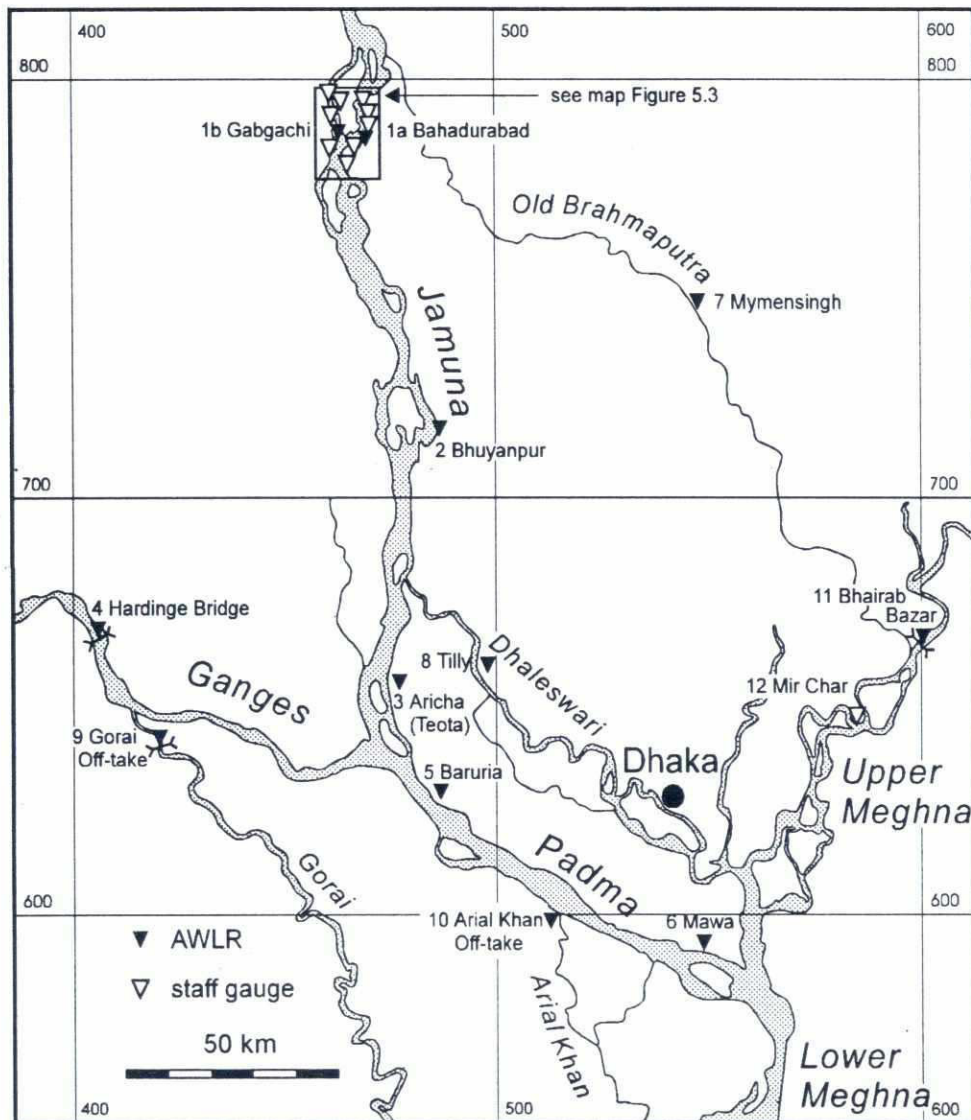 400
500
600
800
800
see map Figure 5.3
1b Gabgachi
1a Bahadurabad
Old Brahmaputra
7 Mymensingh
Jamuna
2 Bhuyanpur
700
700
11 Bhairab
Bazar
4 Hardinge Bridge
8 Tilly
Dhaleswari
12 Mir Char
Ganges
3 Aricha
(Teota)
9 Gorai
Off-take
Dhaka
5 Baruria
Upper
Meghna
Gorai
Padma
600
600
10 Arial Khan
Off-take
6 Mawa
AWLR
staff gauge
Arial Khan
50 km
Lower
Meghna
400
500
600